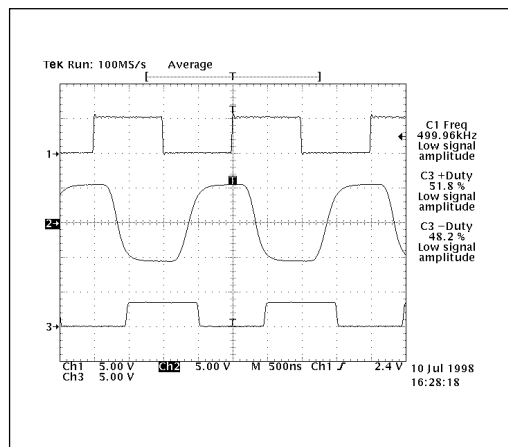 Tek Run: 100MS/s Average
C1 Freq
499.96kHz
Low signal
amplitude
C3 +Duty
51.8 %
Low signal
amplitude
C3 −Duty
48.2 %
Low signal
amplitude
T
T
1
2
T
3
Ch1 5.00 V Ch2 5.00 V M 500ns Ch1 2.4 V
Ch3 5.00 V
10 Jul 1998
16:28:18